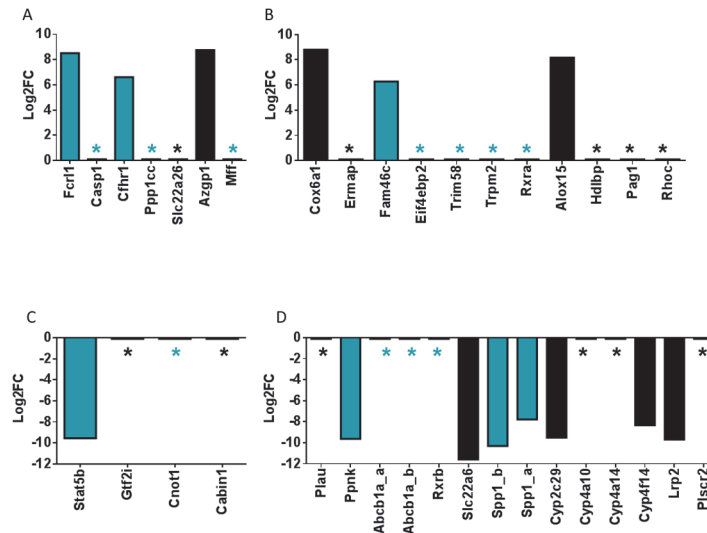 A
Log2FC
10
8
6
4
2
0
* * * *
Fcrl1 Casp1 Cfhr1 Ppp1cc Slc22a26 Azgp1 Mff
B
Log2FC
10
8
6
4
2
0
* * * * * * * *
Cox6a1 Ermap Fam46c Eif4ebp2 Trim58 Trpm2 Rxra Alox15 Hdlbp Pag1 Rhoc
C
Log2FC
0
-2
-4
-6
-8
-10
-12
* * *
Stat5b Gtf2i Cnot1 Cabin1
D
Log2FC
0
-2
-4
-6
-8
-10
-12
* * * * * * *
Plau Ppnk Abcb1a_a Abcb1a_b Rxrb Slc22a6 Spp1_b Spp1_a Cyp2c29 Cyp4a10 Cyp4a14 Cyp4f14 Lrp2 Plscr2